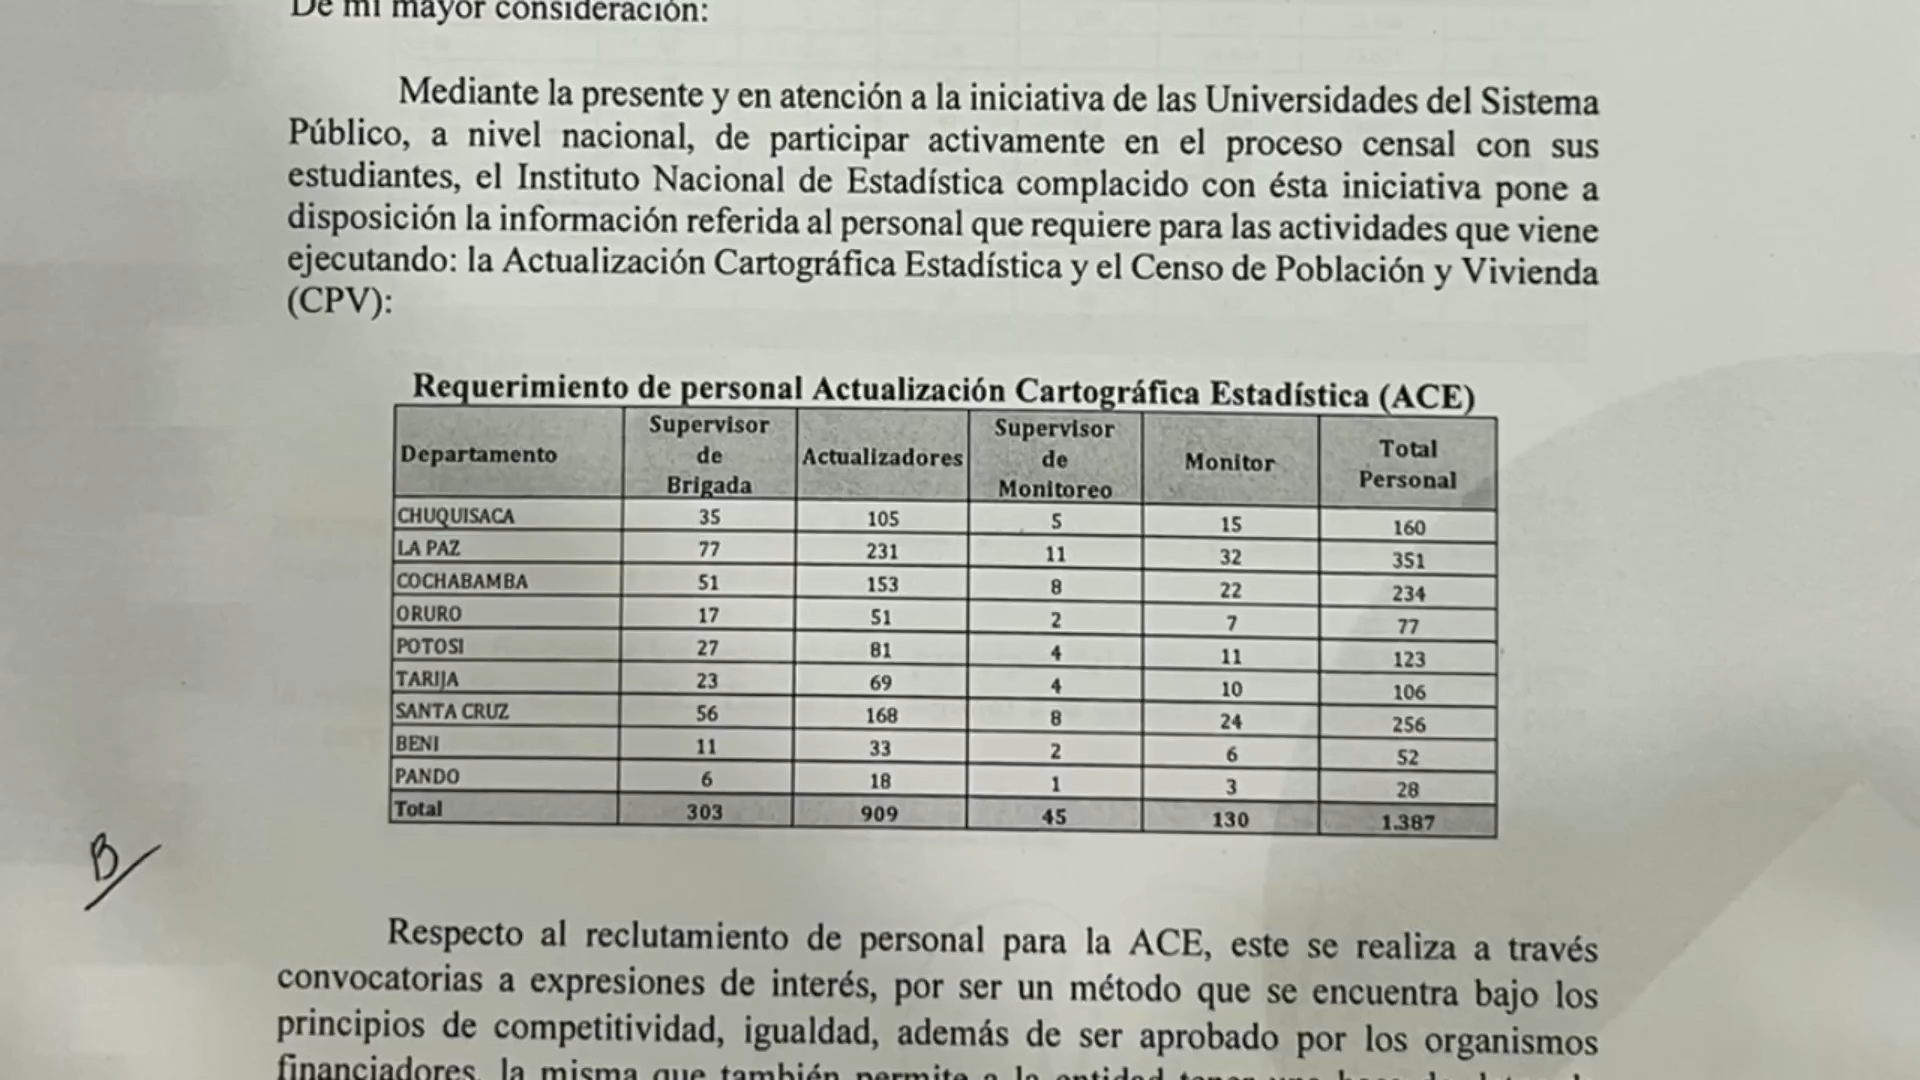 De mi mayor consideración:
Mediante la presente y en atención a la iniciativa de las Universidades del Sistema
Público, a nivel nacional, de participar activamente en el proceso censal con sus
estudiantes, el Instituto Nacional de Estadística complacido con ésta iniciativa pone a
disposición la información referida al personal que requiere para las actividades que viene
ejecutando: la Actualización Cartográfica Estadística y el Censo de Población y Vivienda
(CPV):
Requerimiento de personal Actualización Cartográfica Estadística (ACE)
Departamento Supervisor de Brigada Actualizadores Supervisor de Monitoreo Monitor Total Personal
CHUQUISACA 35 105 5 15 160
LA PAZ 77 231 11 32 351
COCHABAMBA 51 153 8 22 234
ORURO 17 51 2 7 77
POTOSI 27 81 4 11 123
TARIJA 23 69 4 10 106
SANTA CRUZ 56 168 8 24 256
BENI 11 33 2 6 52
PANDO 6 18 1 3 28
Total 303 909 45 130 1.387
B/
Respecto al reclutamiento de personal para la ACE, este se realiza a través
convocatorias a expresiones de interés, por ser un método que se encuentra bajo los
principios de competitividad, igualdad, además de ser aprobado por los organismos
financiadores, la misma que también permite a la entidad tener una